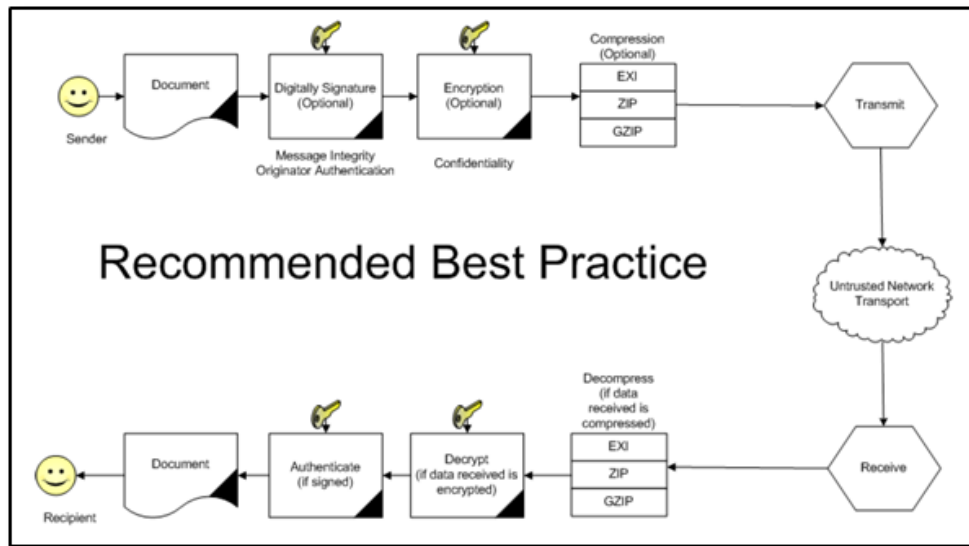 Compression
(Optional)
Document
Digitally Signature
(Optional)
Encryption
(Optional)
EXI
ZIP
GZIP
Transmit
Sender
Message Integrity
Originator Authentication
Confidentiality
Recommended Best Practice
Untrusted Network
Transport
Decompress
(if data
received is
compressed)
Document
Authenticate
(if signed)
Decrypt
(if data received is
encrypted)
EXI
ZIP
GZIP
Receive
Recipient